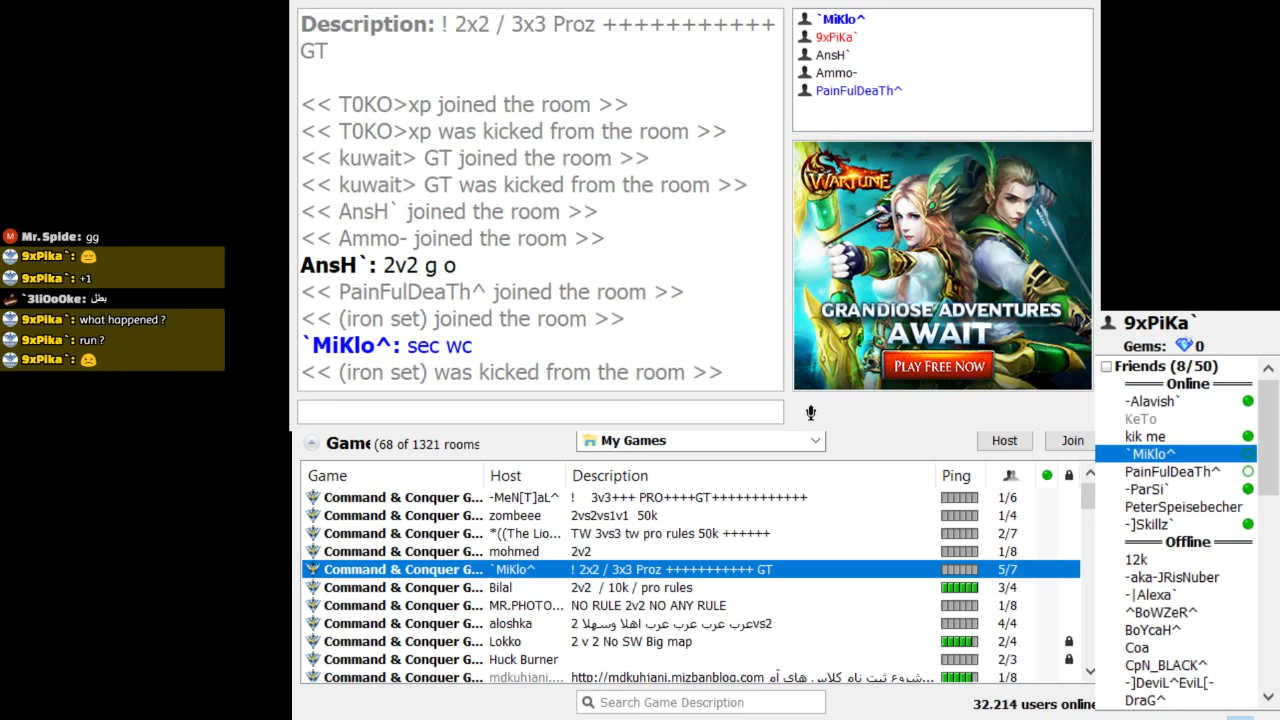 Mr. Spide: gg
9xPika`: 😑
9xPika`: +1
`3liOoOke: بطل
9xPika`: what happened ?
9xPika`: run ?
9xPika`: ☹️
Description: ! 2x2 / 3x3 Proz +++++++++++
GT
<< T0KO>xp joined the room >>
<< T0KO>xp was kicked from the room >>
<< kuwait> GT joined the room >>
<< kuwait> GT was kicked from the room >>
<< AnsH` joined the room >>
<< Ammo- joined the room >>
AnsH`: 2v2 g o
<< PainFulDeaTh^ joined the room >>
<< (iron set) joined the room >>
`MiKlo^: sec wc
<< (iron set) was kicked from the room >>
`MiKlo^
9xPiKa`
AnsH`
Ammo-
PainFulDeaTh^
WARTUNE
GRANDIOSE ADVENTURES
AWAIT
PLAY FREE NOW
Game (68 of 1321 rooms
My Games
Host
Join
Game Host Description Ping
Command & Conquer G... -MeN[T]aL^ ! 3v3+++ PRO++++GT++++++++++++ 1/6
Command & Conquer G... zombeee 2vs2vs1v1 50k 1/4
Command & Conquer G... *((The Lio... TW 3vs3 tw pro rules 50k ++++++ 2/7
Command & Conquer G... mohmed 2v2 1/8
Command & Conquer G... `MiKlo^ ! 2x2 / 3x3 Proz +++++++++++ GT 5/7
Command & Conquer G... Bilal 2v2 / 10k / pro rules 3/4
Command & Conquer G... MR.PHOTO... NO RULE 2v2 NO ANY RULE 1/8
Command & Conquer G... aloshka 2 عرب عرب عرب عرب اهلا وسهلاvs2 4/4
Command & Conquer G... Lokko 2 v 2 No SW Big map 2/4
Command & Conquer G... Huck Burner 2/3
Command & Conquer G... mdkuhiani.... http://mdkuhiani.mizbanblog.com شروع ثبت نام کلاس های آم... 1/8
Search Game Description
32.214 users online
9xPiKa`
Gems: 0
Friends (8/50)
Online
-Alavish`
KeTo
kik me
`MiKlo^
PainFulDeaTh^
-ParSi`
PeterSpeisebecher
-]Skillz`
Offline
12k
-aka-JRisNuber
-|Alexa`
^BoWZeR^
BoYcaH^
Coa
CpN_BLACK^
-]DeviL^EviL[-
DraG^